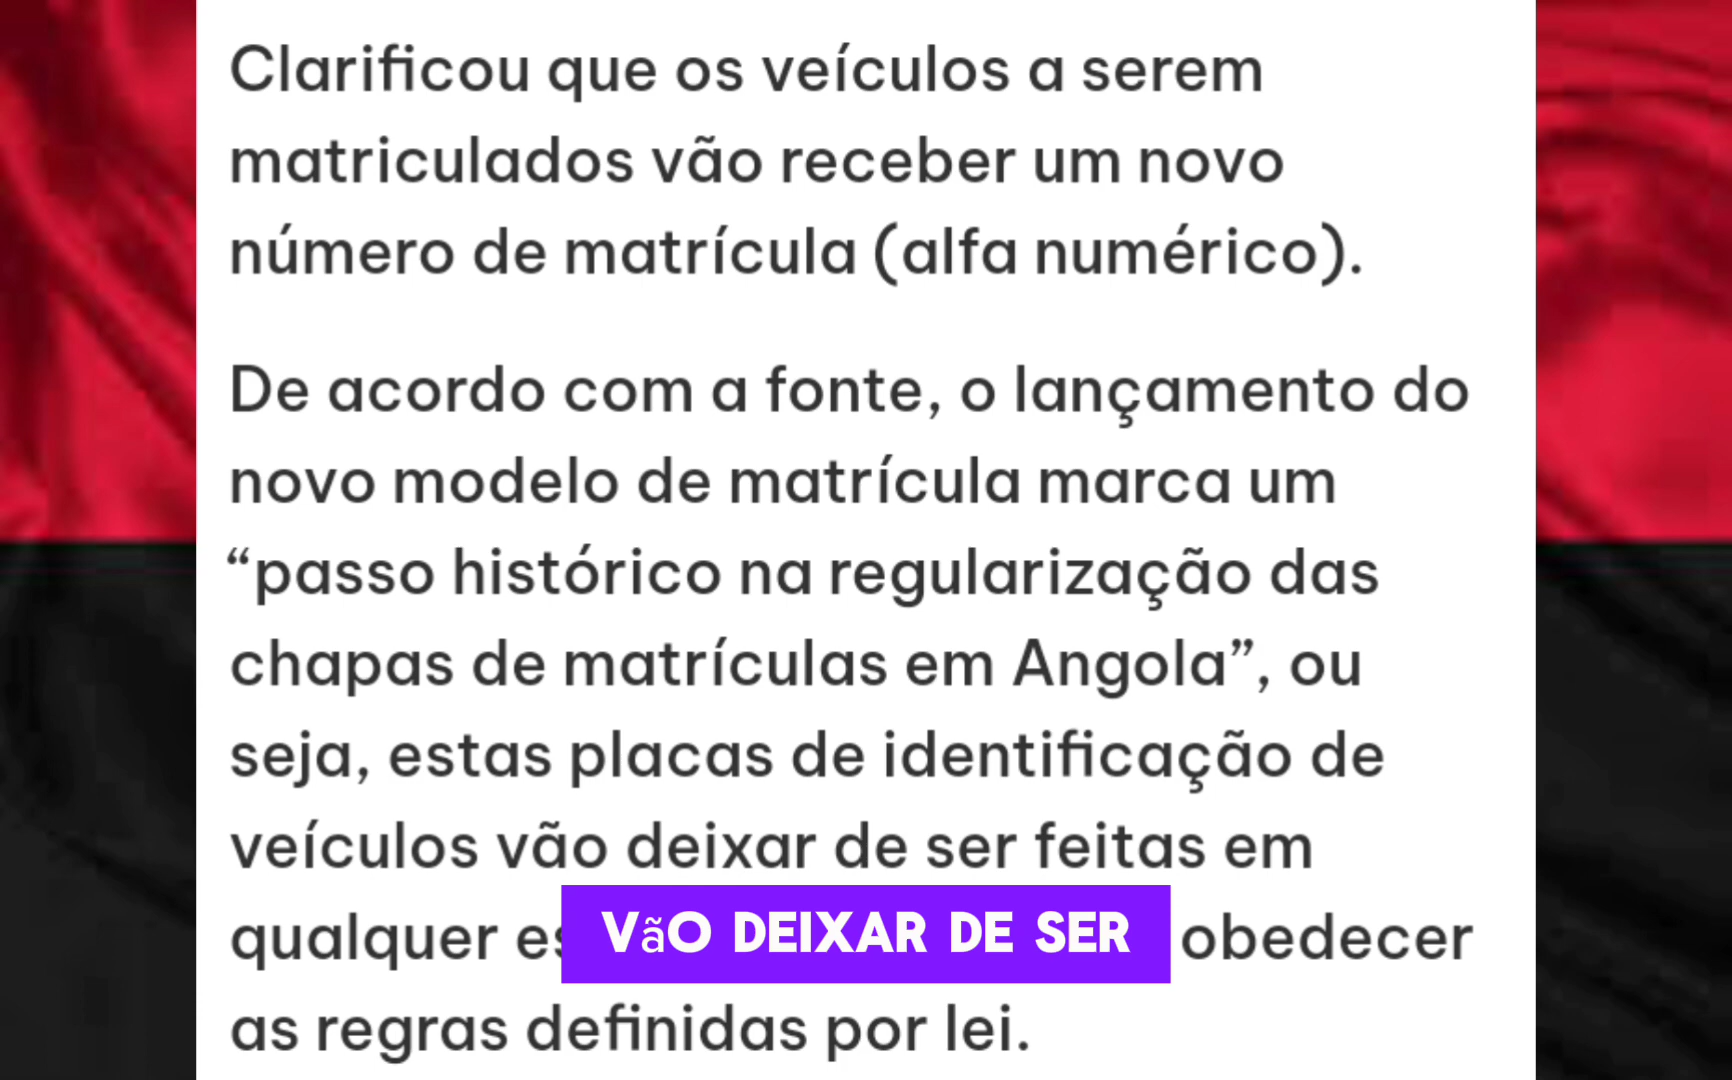 Clarificou que os veículos a serem
matriculados vão receber um novo
número de matrícula (alfa numérico).
De acordo com a fonte, o lançamento do
novo modelo de matrícula marca um
“passo histórico na regularização das
chapas de matrículas em Angola”, ou
seja, estas placas de identificação de
veículos vão deixar de ser feitas em
qualquer obedecer
VãO DEIXAR DE SER
as regras definidas por lei.